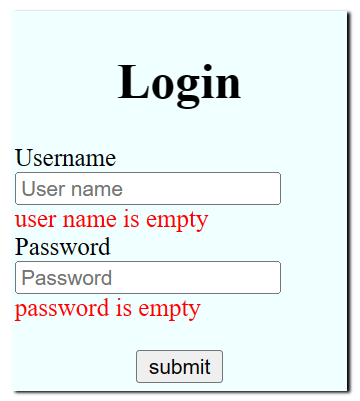 Login
Username
User name
user name is empty
Password
Password
password is empty
submit